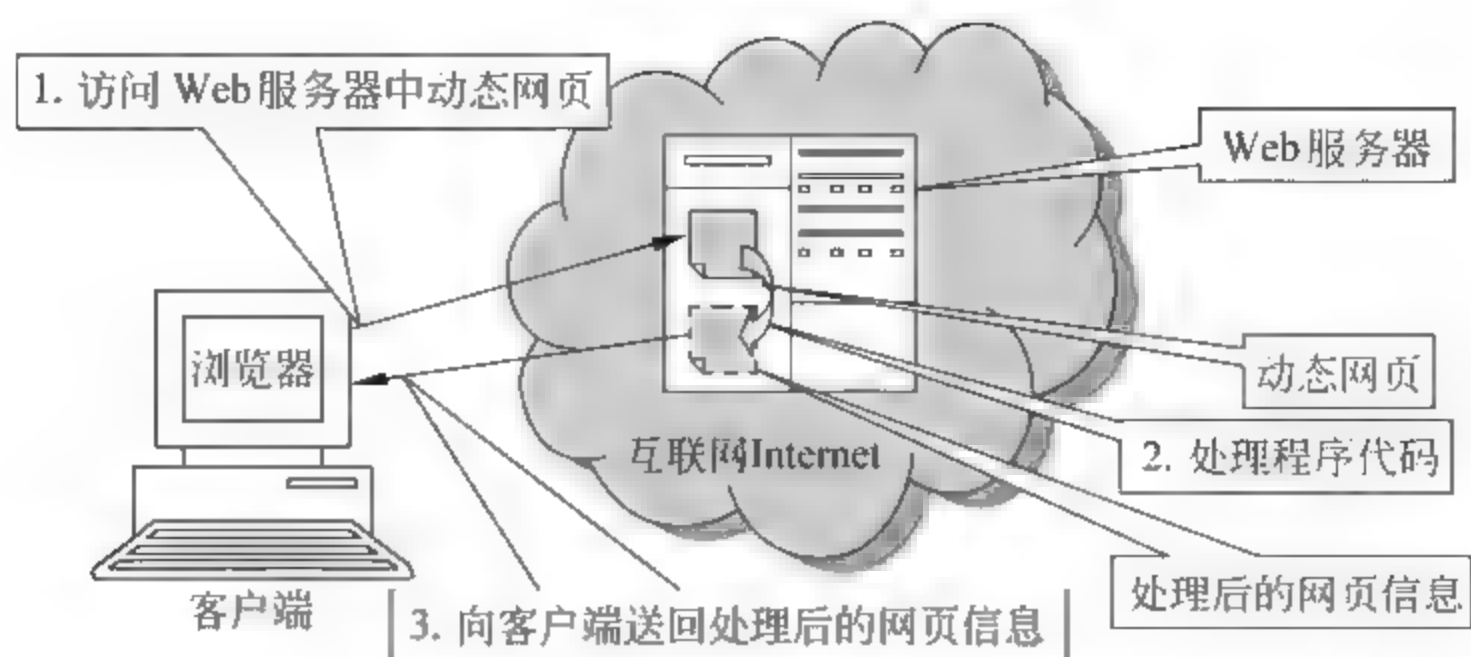 1. 访问 Web服务器中动态网页
Web服务器
浏览器
动态网页
互联网Internet
2. 处理程序代码
处理后的网页信息
客户端
3. 向客户端送回处理后的网页信息